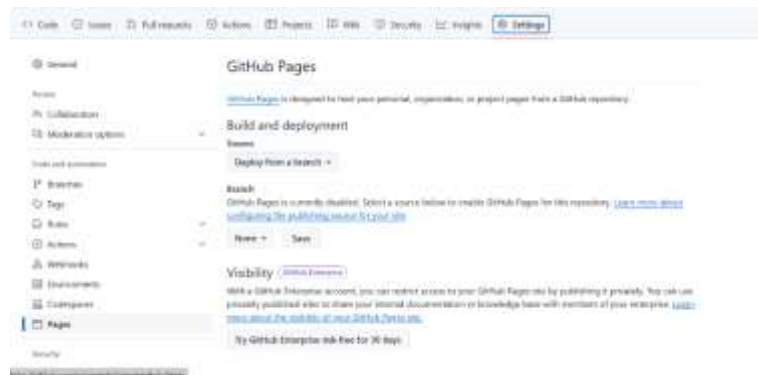 Code Issues Pull requests Actions Projects Wiki Security Insights Settings
General
GitHub Pages
Access
GitHub Pages is designed to host your personal, organization, or project pages from a GitHub repository.
Collaborators
Moderation options
Build and deployment
Source
Deploy from a branch
Code and automation
Branches
Tags
Rules
Actions
Webhooks
Environments
Codespaces
Pages
Security
Branch
GitHub Pages is currently disabled. Select a source below to enable GitHub Pages for this repository. Learn more about
configuring the publishing source for your site.
None Save
Visibility GitHub Enterprise
With a GitHub Enterprise account, you can restrict access to your GitHub Pages site by publishing it privately. You can use
privately published sites to share your internal documentation or knowledge base with members of your enterprise. Learn
more about the visibility of your GitHub Pages site.
Try GitHub Enterprise risk-free for 30 days